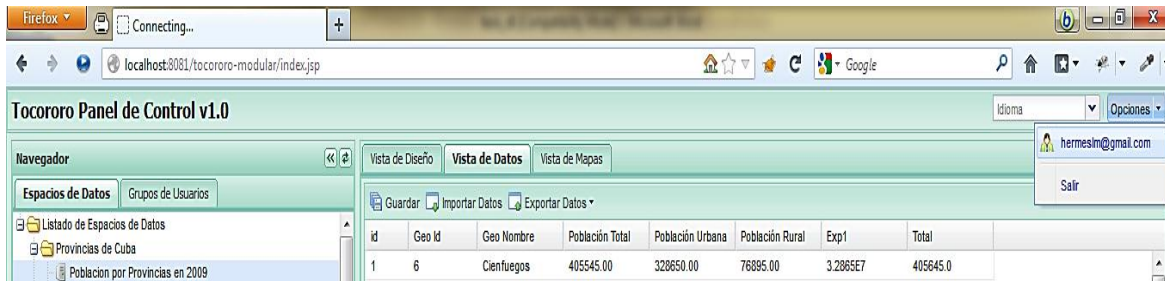 Firefox
Connecting...
localhost:8081/tocororo-modular/index.jsp
Google
Tocororo Panel de Control v1.0
Idioma
Opciones
hermeslm@gmail.com
Salir
Navegador
Espacios de Datos Grupos de Usuarios
Listado de Espacios de Datos
Provincias de Cuba
Poblacion por Provincias en 2009
Vista de Diseño Vista de Datos Vista de Mapas
Guardar Importar Datos Exportar Datos
id Geo Id Geo Nombre Población Total Población Urbana Población Rural Exp1 Total
1 6 Cienfuegos 405545.00 328650.00 76895.00 3.2865E7 405645.0